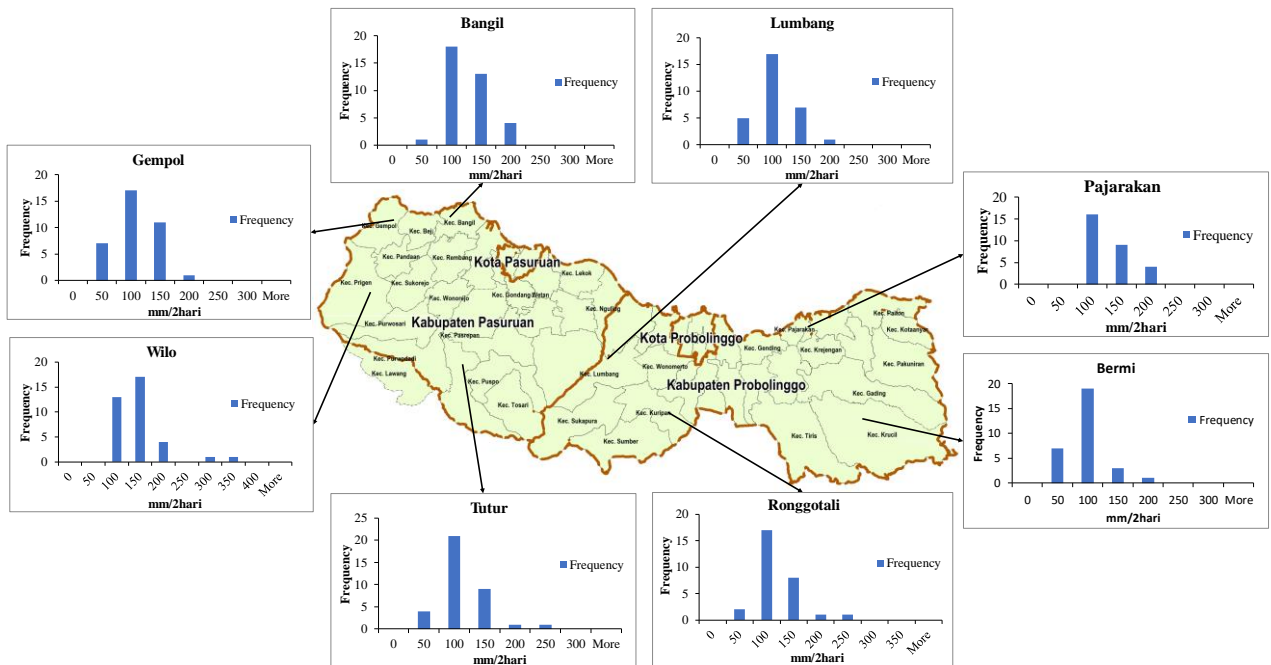 Bangil
Frequency
20
15
10
5
0
0 50 100 150 200 250 300 More
mm/2hari
Frequency
Lumbang
Frequency
20
15
10
5
0
0 50 100 150 200 250 300 More
mm/2hari
Frequency
Gempol
Frequency
20
15
10
5
0
0 50 100 150 200 250 300 More
mm/2hari
Frequency
Pajarakan
Frequency
20
15
10
5
0
0 50 100 150 200 250 300 More
mm/2hari
Frequency
Wilo
Frequency
20
15
10
5
0
0 50 100 150 200 250 300 350 400 More
mm/2hari
Frequency
Bermi
Frequency
20
15
10
5
0
0 50 100 150 200 250 300 More
mm/2hari
Frequency
Tutur
Frequency
25
20
15
10
5
0
0 50 100 150 200 250 300 More
mm/2hari
Frequency
Ronggotali
Frequency
20
15
10
5
0
0 50 100 150 200 250 300 More
mm/2hari
Frequency
Kec. Gempol
Kec. Beji
Kec. Bangil
Kec. Pandaan
Kec. Rembang
Kota Pasuruan
Kec. Lekok
Kec. Prigen
Kec. Sukorejo
Kec. Wonorejo
Kec. Gondang Wetan
Kec. Nguling
Kec. Purwosari
Kabupaten Pasuruan
Kec. Pasrepan
Kec. Purwodadi
Kec. Lawang
Kec. Puspo
Kec. Tosari
Kota Probolinggo
Kec. Lumbang
Kec. Wonomerto
Kabupaten Probolinggo
Kec. Sukapura
Kec. Kuripan
Kec. Sumber
Kec. Gending
Kec. Pajarakan
Kec. Krejengan
Kec. Paiton
Kec. Kotaanyar
Kec. Pakuniran
Kec. Gading
Kec. Tiris
Kec. Krucil